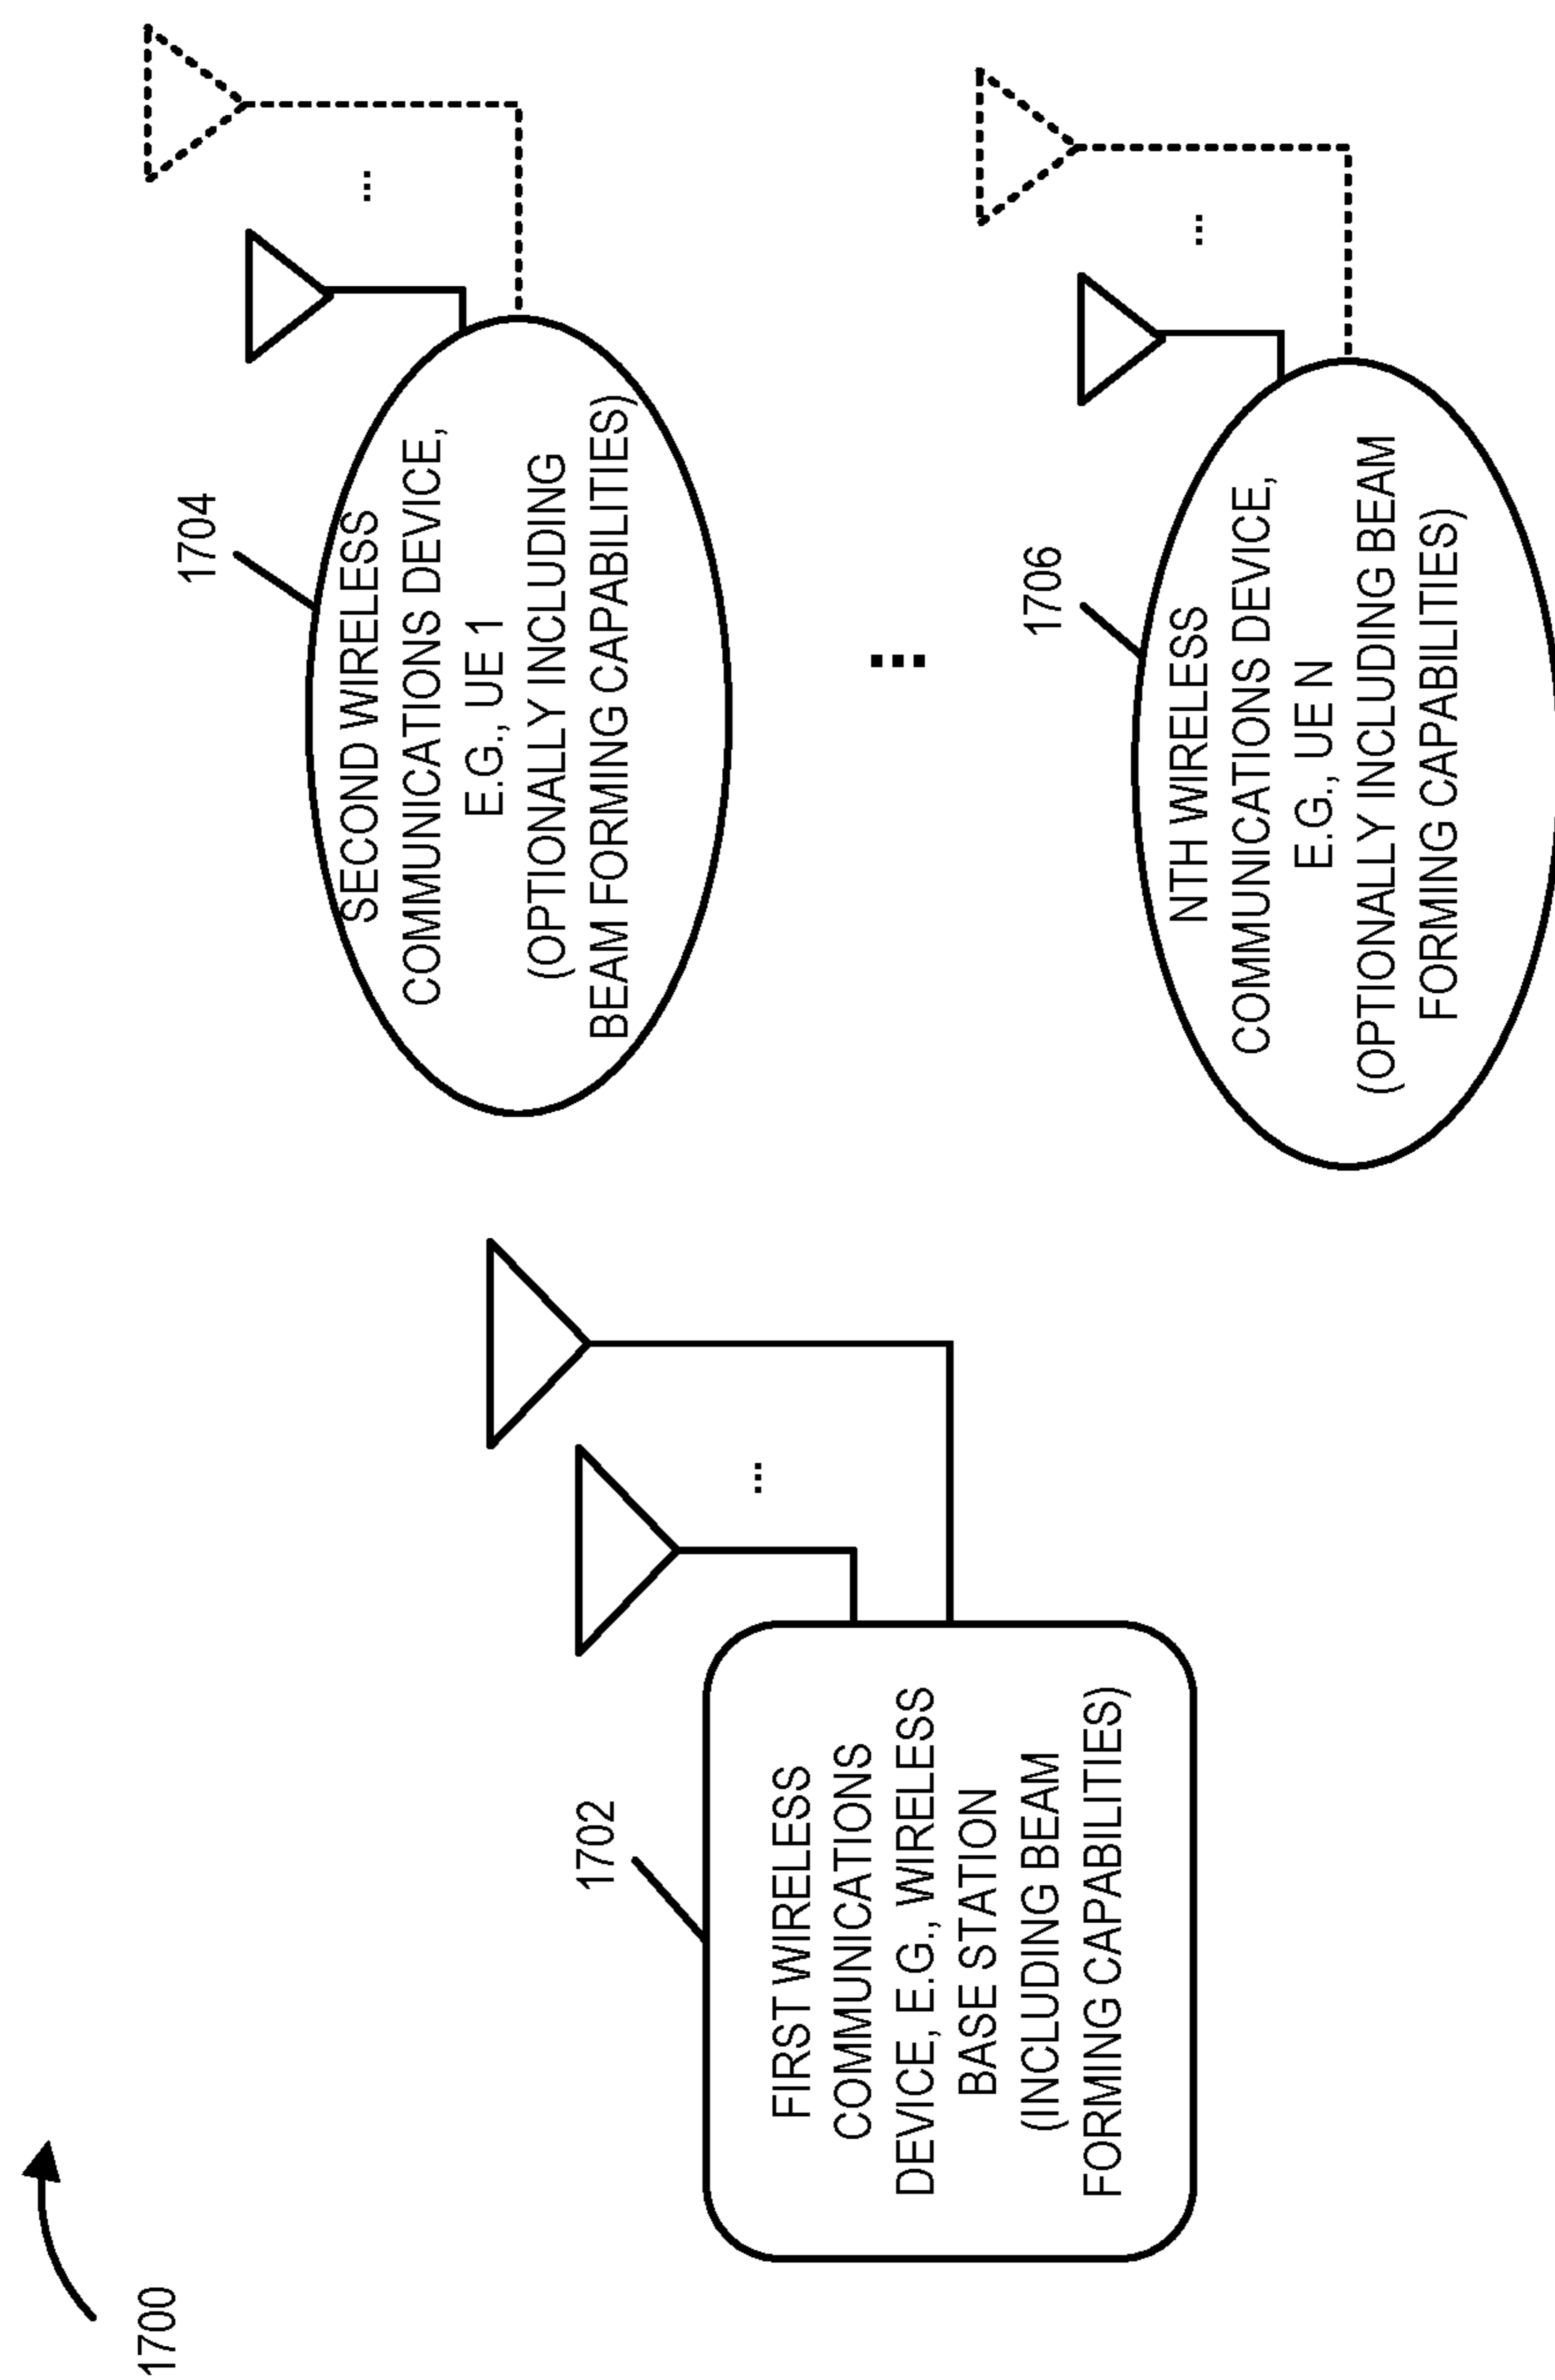 1700
1702
FIRST WIRELESS
COMMUNICATIONS
DEVICE, E.G., WIRELESS
BASE STATION
(INCLUDING BEAM
FORMING CAPABILITIES)
...
1704
SECOND WIRELESS
COMMUNICATIONS DEVICE,
E.G., UE 1
(OPTIONALLY INCLUDING
BEAM FORMING CAPABILITIES)
...
...
1706
NTH WIRELESS
COMMUNICATIONS DEVICE,
E.G., UE N
(OPTIONALLY INCLUDING BEAM
FORMING CAPABILITIES)
...